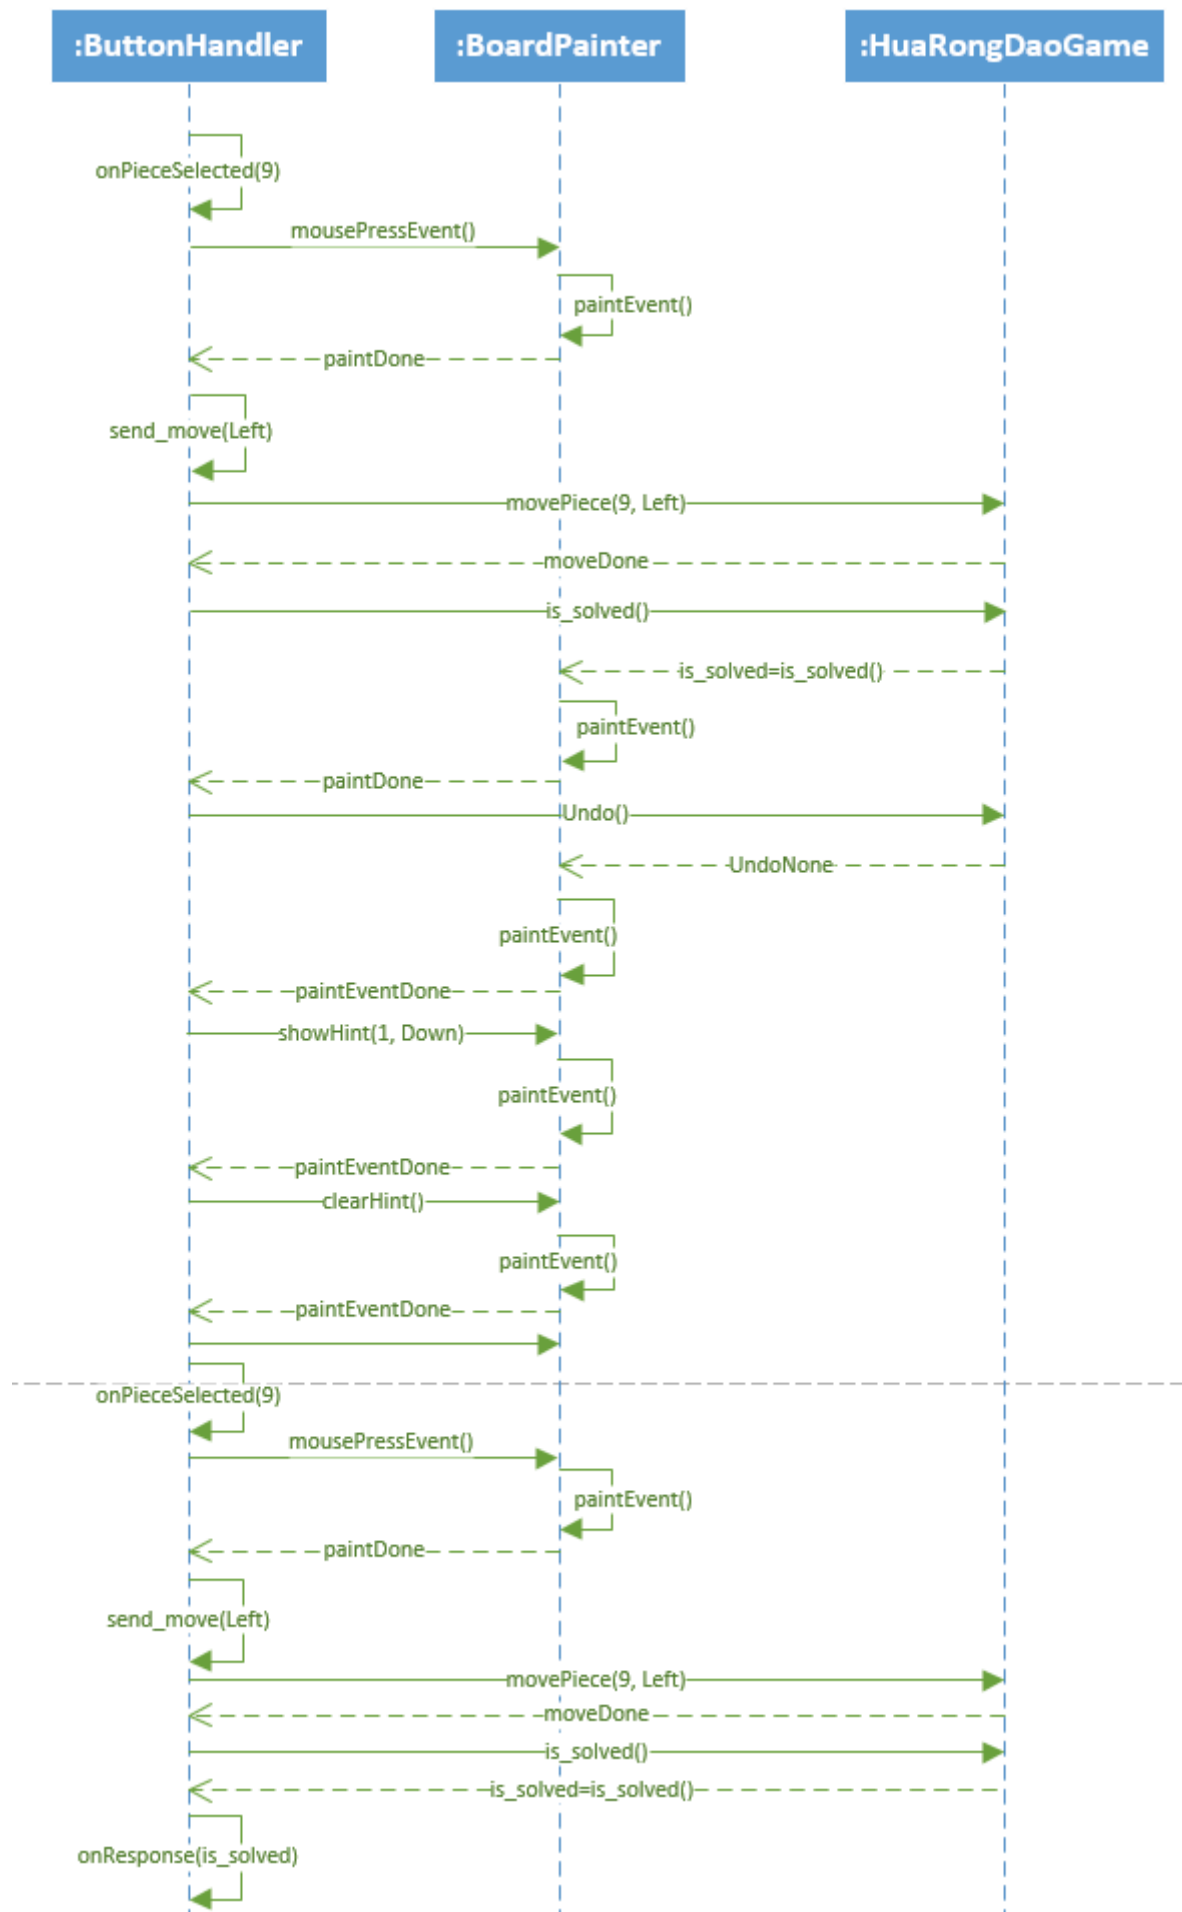 :ButtonHandler
:BoardPainter
:HuaRongDaoGame
onPieceSelected(9)
mousePressEvent()
paintEvent()
paintDone
send_move(Left)
movePiece(9, Left)
moveDone
is_solved()
is_solved=is_solved()
paintEvent()
paintDone
Undo()
UndoNone
paintEvent()
paintEventDone
showHint(1, Down)
paintEvent()
paintEventDone
clearHint()
paintEvent()
paintEventDone
onPieceSelected(9)
mousePressEvent()
paintEvent()
paintDone
send_move(Left)
movePiece(9, Left)
moveDone
is_solved()
is_solved=is_solved()
onResponse(is_solved)